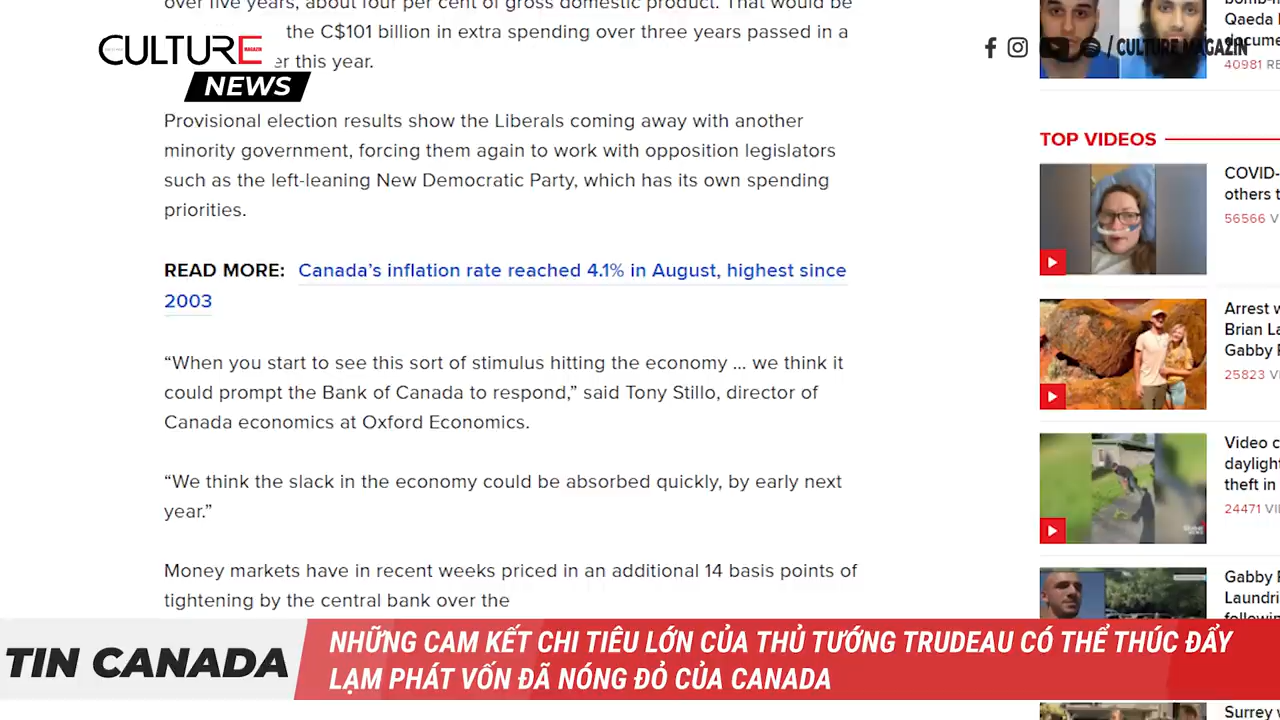 over five years, about four per cent of gross domestic product. That would be
the C$101 billion in extra spending over three years passed in a
er this year.
CULTURE
MAGAZIN
NEWS
/ CULTURE MAGAZIN
Provisional election results show the Liberals coming away with another
minority government, forcing them again to work with opposition legislators
such as the left-leaning New Democratic Party, which has its own spending
priorities.
READ MORE: Canada's inflation rate reached 4.1% in August, highest since
2003
“When you start to see this sort of stimulus hitting the economy ... we think it
could prompt the Bank of Canada to respond,” said Tony Stillo, director of
Canada economics at Oxford Economics.
“We think the slack in the economy could be absorbed quickly, by early next
year.”
Money markets have in recent weeks priced in an additional 14 basis points of
tightening by the central bank over the
Qaeda
docume
40981 RE
TOP VIDEOS
COVID-
others t
56566 V
Arrest w
Brian La
Gabby
25823 VI
Video c
dayligh
theft in
24471 VI
Gabby
Laundri
following
Surrey
TIN CANADA
NHỮNG CAM KẾT CHI TIÊU LỚN CỦA THỦ TƯỚNG TRUDEAU CÓ THỂ THÚC ĐẨY
LẠM PHÁT VỐN ĐÃ NÓNG ĐỎ CỦA CANADA